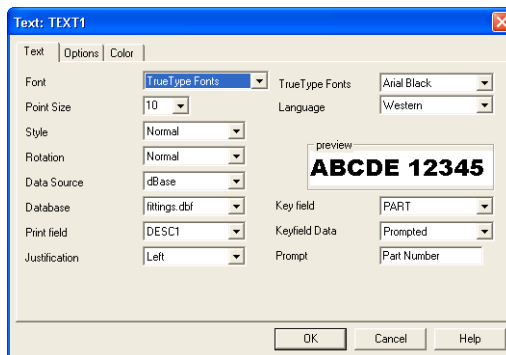 Text: TEXT1
Text Options Color
Font TrueType Fonts TrueType Fonts Arial Black
Point Size 10 Language Western
Style Normal
Rotation Normal
preview
ABCDE 12345
Data Source dBase
Database fittings.dbf Key field PART
Print field DESC1 Keyfield Data Prompted
Justification Left Prompt Part Number
OK Cancel Help